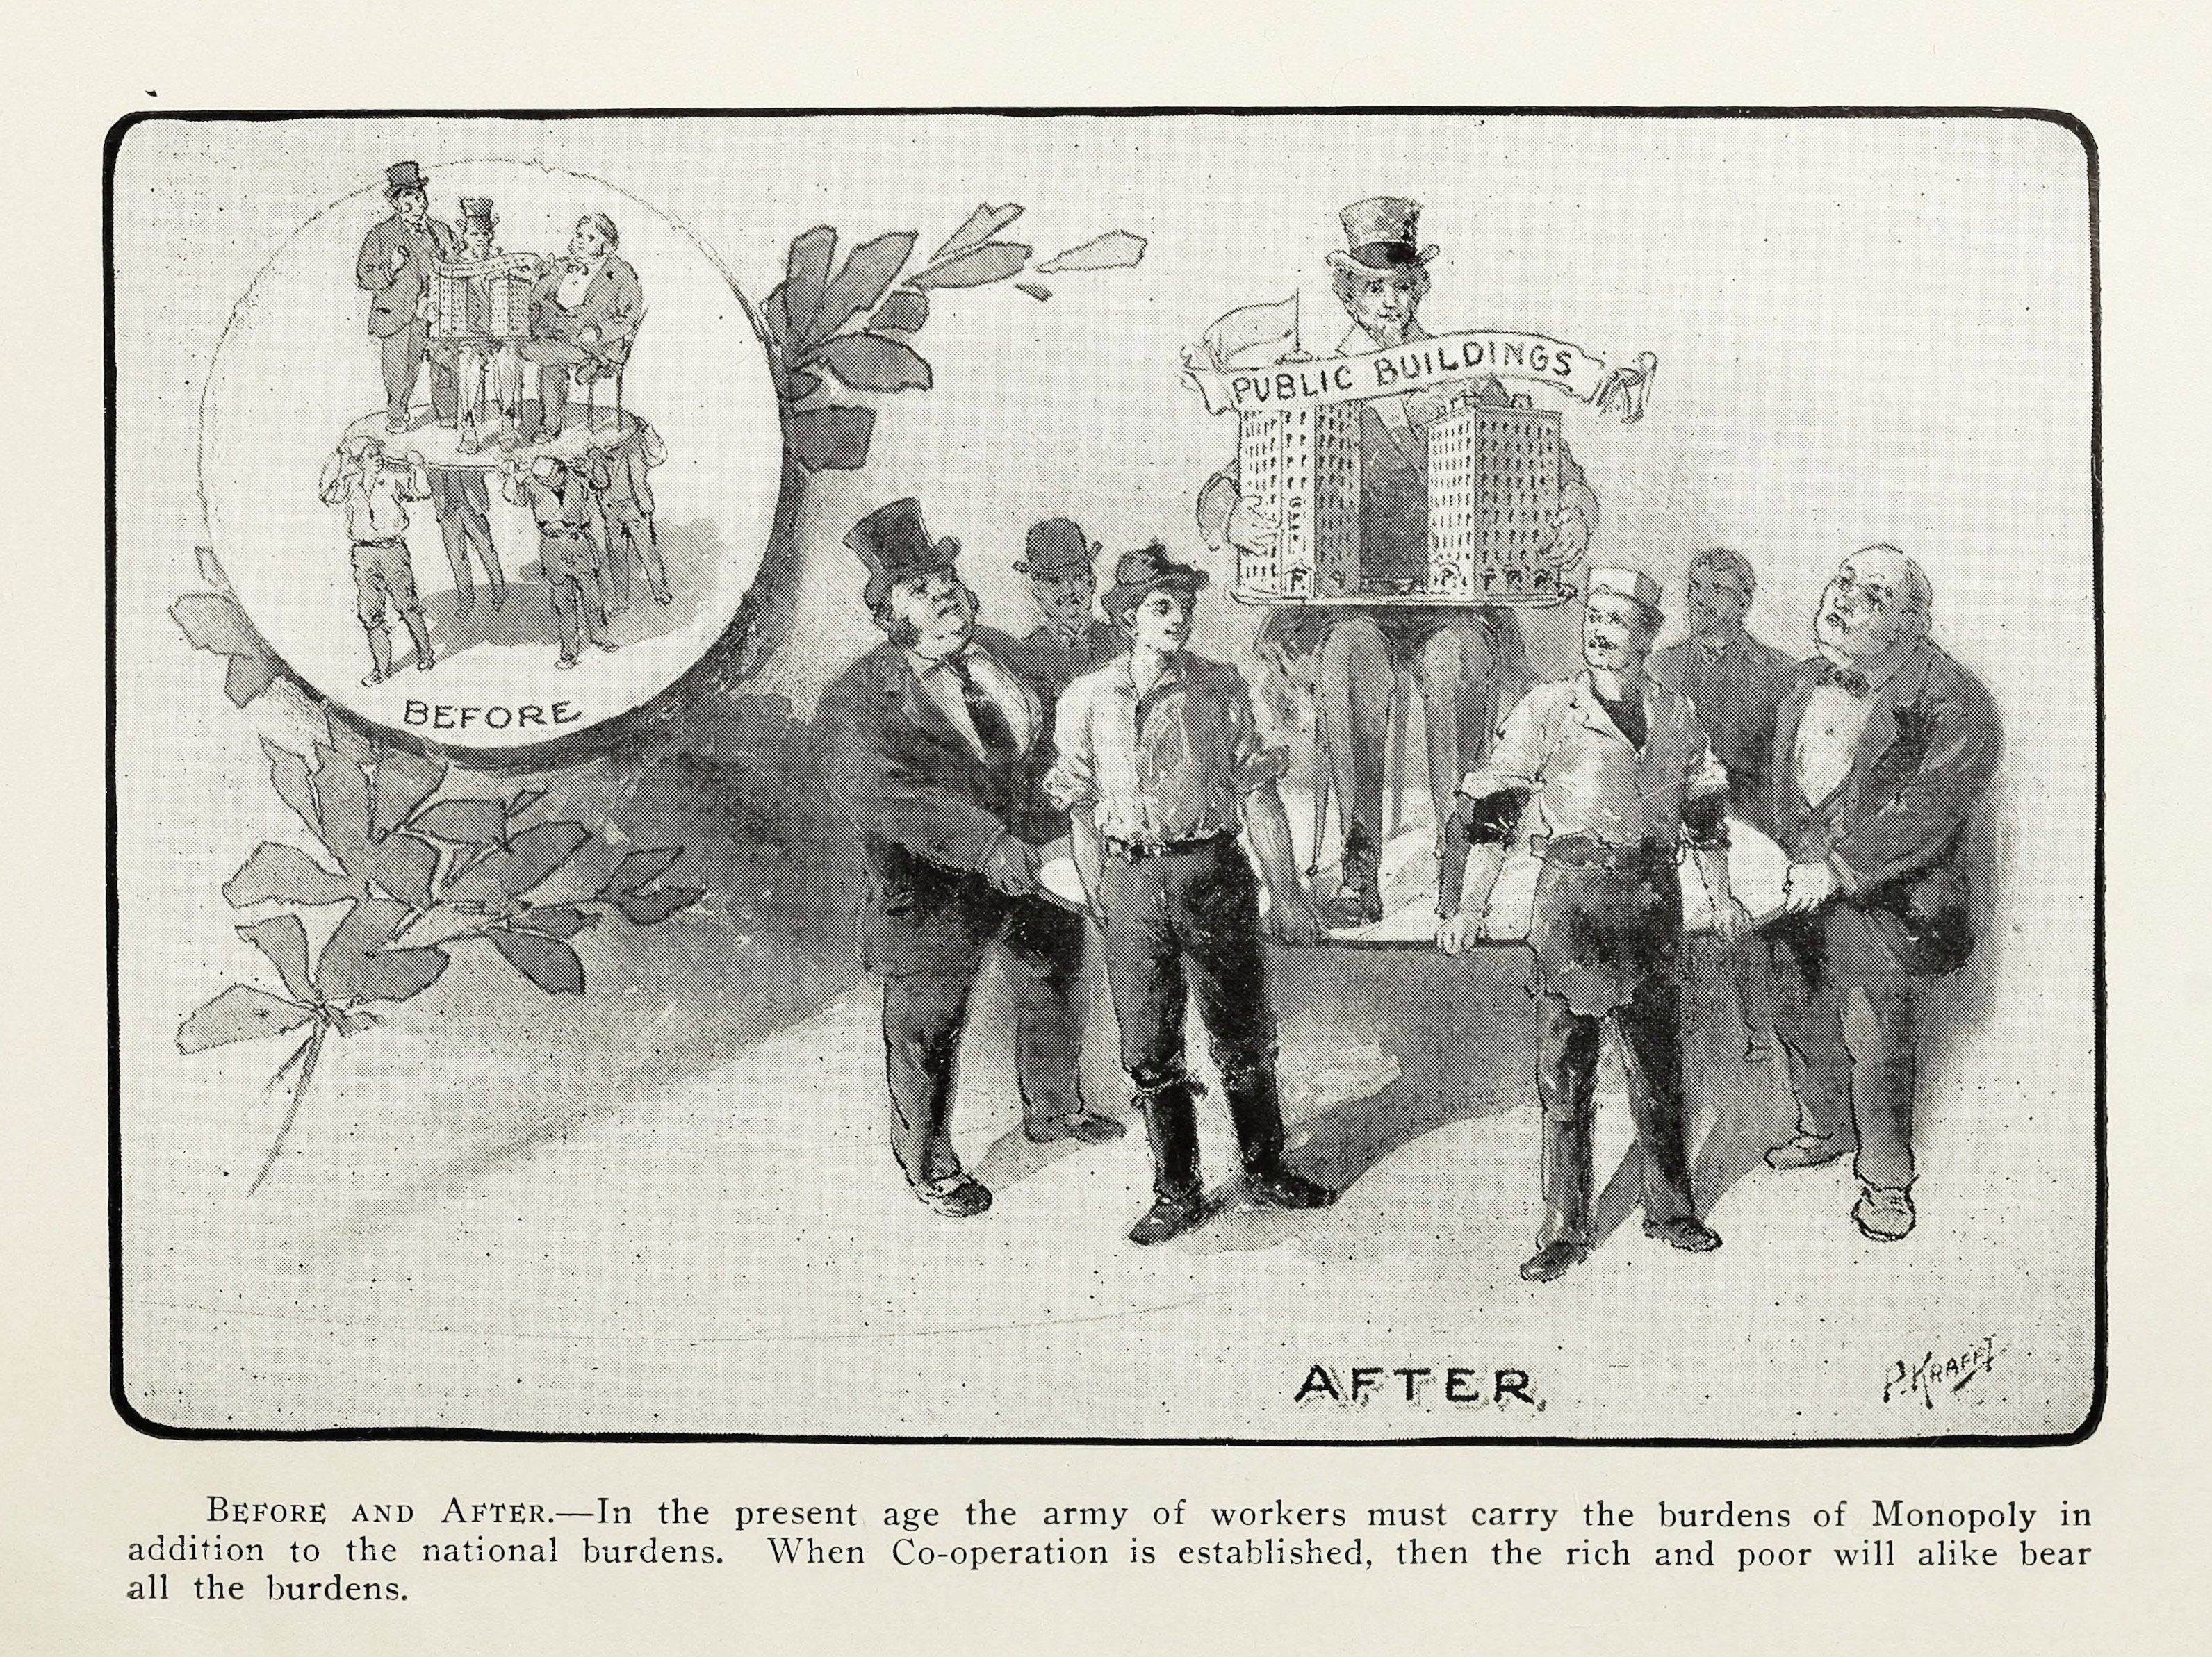 PUBLIC BUILDINGS
BEFORE
AFTER
P. KRAFFT
BEFORE AND AFTER.—In the present age the army of workers must carry the burdens of Monopoly in
addition to the national burdens. When Co-operation is established, then the rich and poor will alike bear
all the burdens.